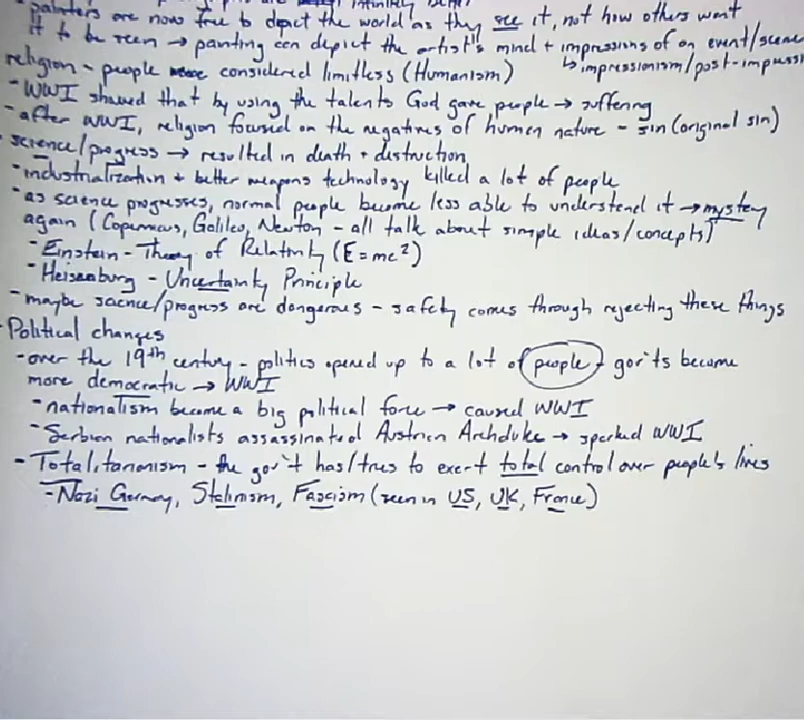 painters are now free to depict the world as they see it, not how others want
it to be seen → painting can depict the artist's mind + impressions of an event/scene
↳ impressionism/post-impress
religion - people were considered limitless (Humanism)
- WWI showed that by using the talents God gave people → suffering
- after WWI, religion focused on the negatives of human nature - sin (original sin)
- science/progress → resulted in death + destruction
- industrialization + better weapons technology killed a lot of people
- as science progresses, normal people become less able to understand it → mystery
again (Copernicus, Galileo, Newton - all talk about simple ideas/concepts)
- Einstein - Theory of Relativity (E=mc²)
- Heisenburg - Uncertainty Principle
- maybe science/progress are dangerous - safety comes through rejecting these things
- Political changes
- over the 19th century - politics opened up to a lot of people + gov'ts become
more democratic → WWI
- nationalism became a big political force → caused WWI
- Serbian nationalists assassinated Austrian Archduke → sparked WWI
- Totalitarianism - the gov't has/tries to exert total control over people's lives
- Nazi Germany, Stalinism, Fascism (seen in US, UK, France)